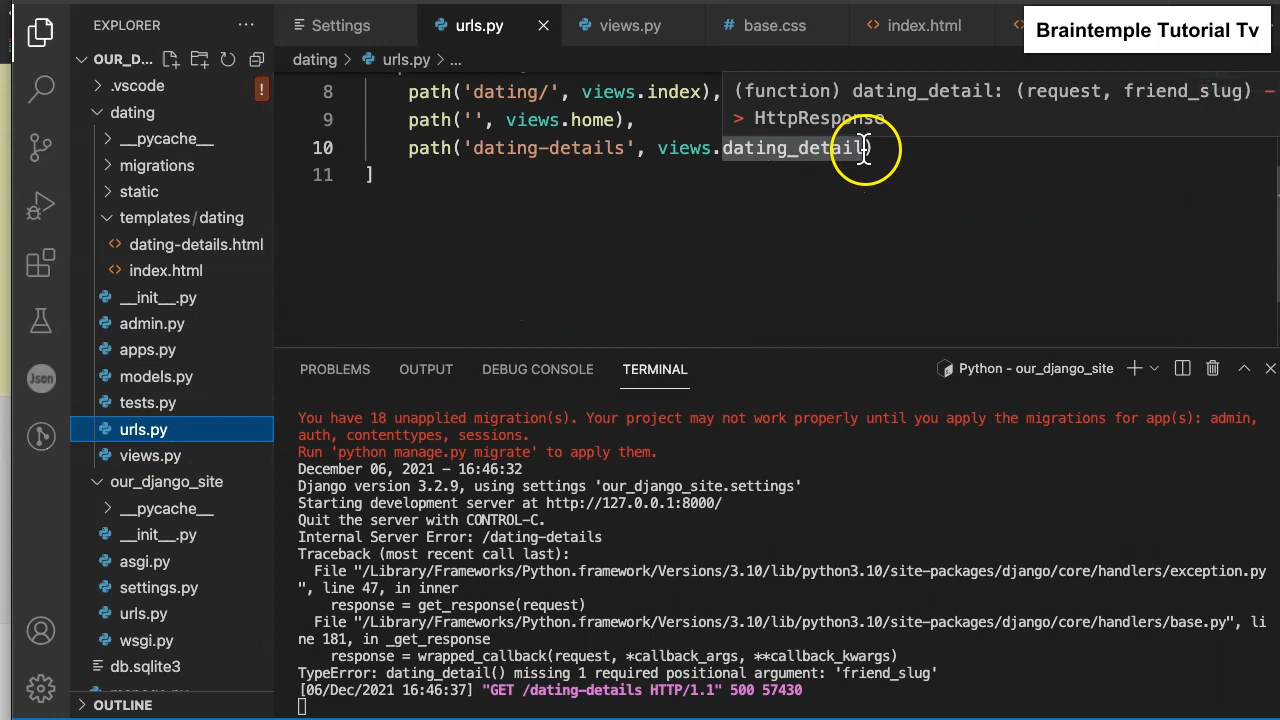 EXPLORER
Settings
urls.py
views.py
base.css
index.html
Braintemple Tutorial Tv
OUR_D...
dating > urls.py > ...
.vscode
!
dating
__pycache__
migrations
static
templates/dating
dating-details.html
index.html
__init__.py
admin.py
apps.py
models.py
tests.py
urls.py
views.py
our_django_site
__pycache__
__init__.py
asgi.py
settings.py
urls.py
wsgi.py
db.sqlite3
OUTLINE
Json
8 path('dating/', views.index),
9 path('', views.home),
10 path('dating-details', views.dating_detail)
11 ]
(function) dating_detail: (request, friend_slug) -
> HttpResponse
PROBLEMS OUTPUT DEBUG CONSOLE TERMINAL
Python - our_django_site
You have 18 unapplied migration(s). Your project may not work properly until you apply the migrations for app(s): admin,
auth, contenttypes, sessions.
Run 'python manage.py migrate' to apply them.
December 06, 2021 - 16:46:32
Django version 3.2.9, using settings 'our_django_site.settings'
Starting development server at http://127.0.0.1:8000/
Quit the server with CONTROL-C.
Internal Server Error: /dating-details
Traceback (most recent call last):
File "/Library/Frameworks/Python.framework/Versions/3.10/lib/python3.10/site-packages/django/core/handlers/exception.py
", line 47, in inner
response = get_response(request)
File "/Library/Frameworks/Python.framework/Versions/3.10/lib/python3.10/site-packages/django/core/handlers/base.py", li
ne 181, in _get_response
response = wrapped_callback(request, *callback_args, **callback_kwargs)
TypeError: dating_detail() missing 1 required positional argument: 'friend_slug'
[06/Dec/2021 16:46:37] "GET /dating-details HTTP/1.1" 500 57430